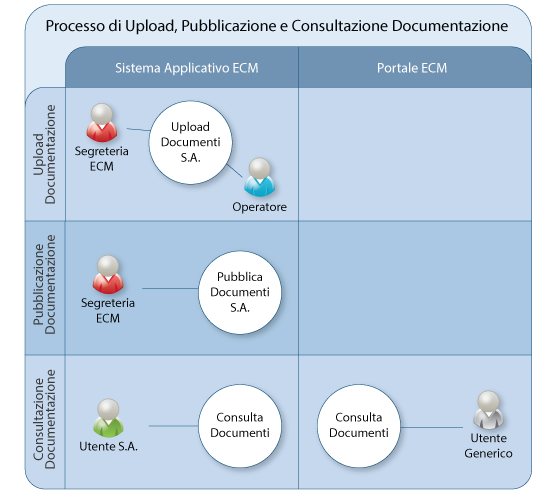 Processo di Upload, Pubblicazione e Consultazione Documentazione
Sistema Applicativo ECM
Portale ECM
Upload
Documentazione
Segreteria
ECM
Upload
Documenti
S.A.
Operatore
Pubblicazione
Documentazione
Segreteria
ECM
Pubblica
Documenti
S.A.
Consultazione
Documentazione
Utente S.A.
Consulta
Documenti
Consulta
Documenti
Utente
Generico